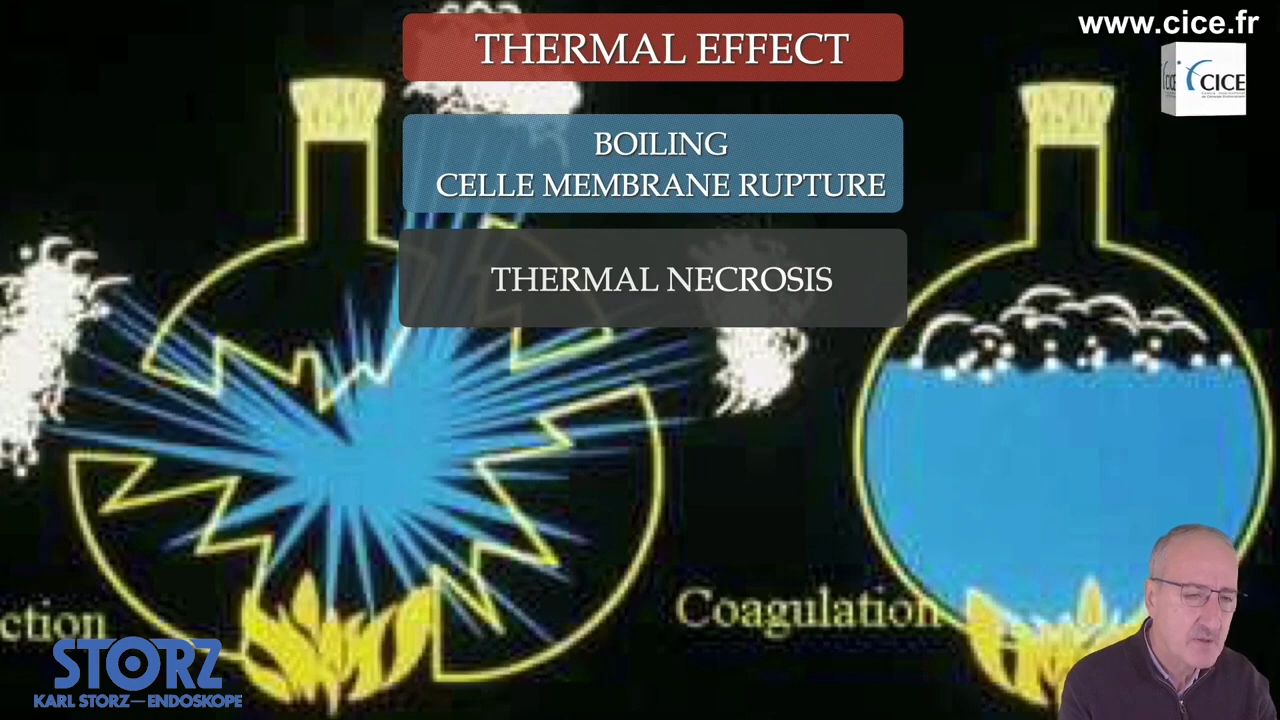 www.cice.fr
THERMAL EFFECT
CICE
BOILING
CELLE MEMBRANE RUPTURE
THERMAL NECROSIS
Coagulation
ction
STORZ
KARL STORZ—ENDOSKOPE